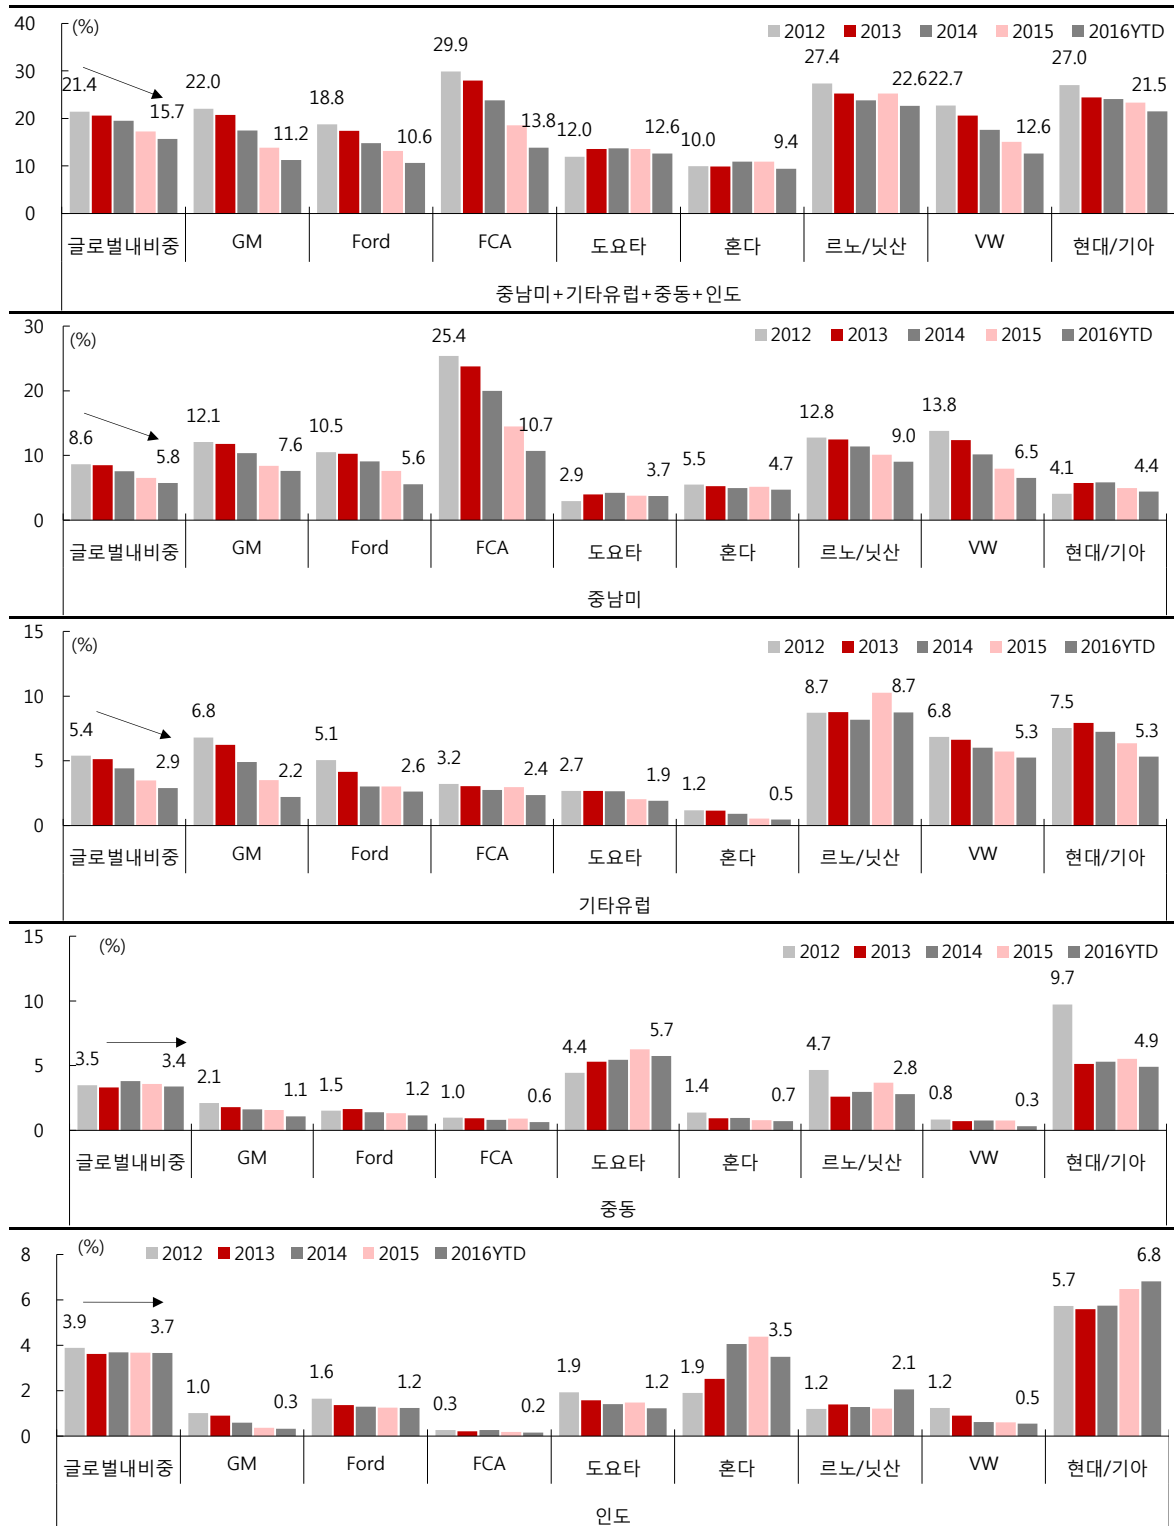 (%)
2012 2013 2014 2015 2016YTD
40
30
20
10
0
21.4 15.7 22.0 11.2 18.8 10.6 29.9 13.8 12.0 12.6 10.0 9.4 27.4 22.6 22.7 12.6 27.0 21.5
글로벌내비중 GM Ford FCA 도요타 혼다 르노/닛산 VW 현대/기아
중남미+기타유럽+중동+인도
(%)
2012 2013 2014 2015 2016YTD
30
20
10
0
8.6 5.8 12.1 7.6 10.5 5.6 25.4 10.7 2.9 3.7 5.5 4.7 12.8 9.0 13.8 6.5 4.1 4.4
글로벌내비중 GM Ford FCA 도요타 혼다 르노/닛산 VW 현대/기아
중남미
(%)
2012 2013 2014 2015 2016YTD
15
10
5
0
5.4 2.9 6.8 2.2 5.1 2.6 3.2 2.4 2.7 1.9 1.2 0.5 8.7 8.7 6.8 5.3 7.5 5.3
글로벌내비중 GM Ford FCA 도요타 혼다 르노/닛산 VW 현대/기아
기타유럽
(%)
2012 2013 2014 2015 2016YTD
15
10
5
0
3.5 3.4 2.1 1.1 1.5 1.2 1.0 0.6 4.4 5.7 1.4 0.7 4.7 2.8 0.8 0.3 9.7 4.9
글로벌내비중 GM Ford FCA 도요타 혼다 르노/닛산 VW 현대/기아
중동
(%)
2012 2013 2014 2015 2016YTD
8
6
4
2
0
3.9 3.7 1.0 0.3 1.6 1.2 0.3 0.2 1.9 1.2 1.9 3.5 1.2 2.1 1.2 0.5 5.7 6.8
글로벌내비중 GM Ford FCA 도요타 혼다 르노/닛산 VW 현대/기아
인도